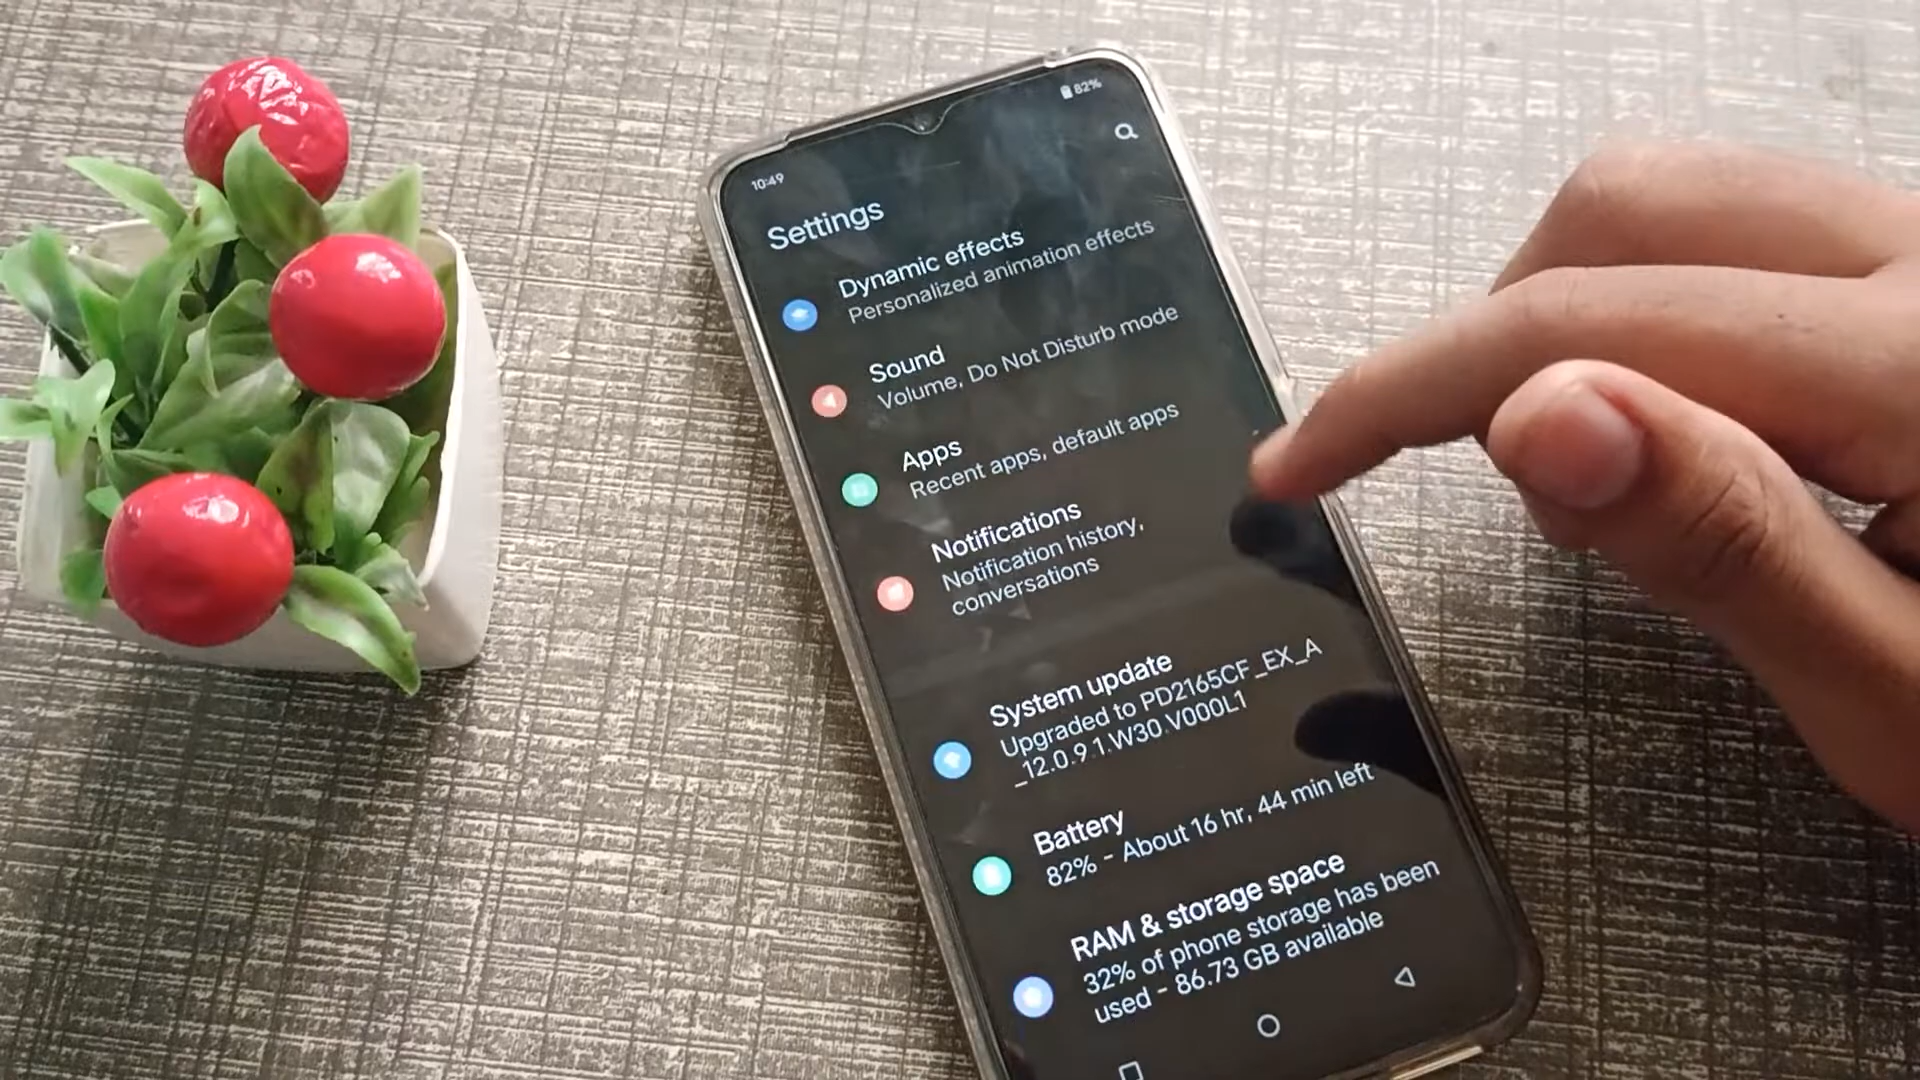 82%
10:49
Settings
Dynamic effects
Personalized animation effects
Sound
Volume, Do Not Disturb mode
Apps
Recent apps, default apps
Notifications
Notification history,
conversations
System update
Upgraded to PD2165CF_EX_A
_12.0.9.1.W30.V000L1
Battery
82% - About 16 hr, 44 min left
RAM & storage space
32% of phone storage has been
used - 86.73 GB available